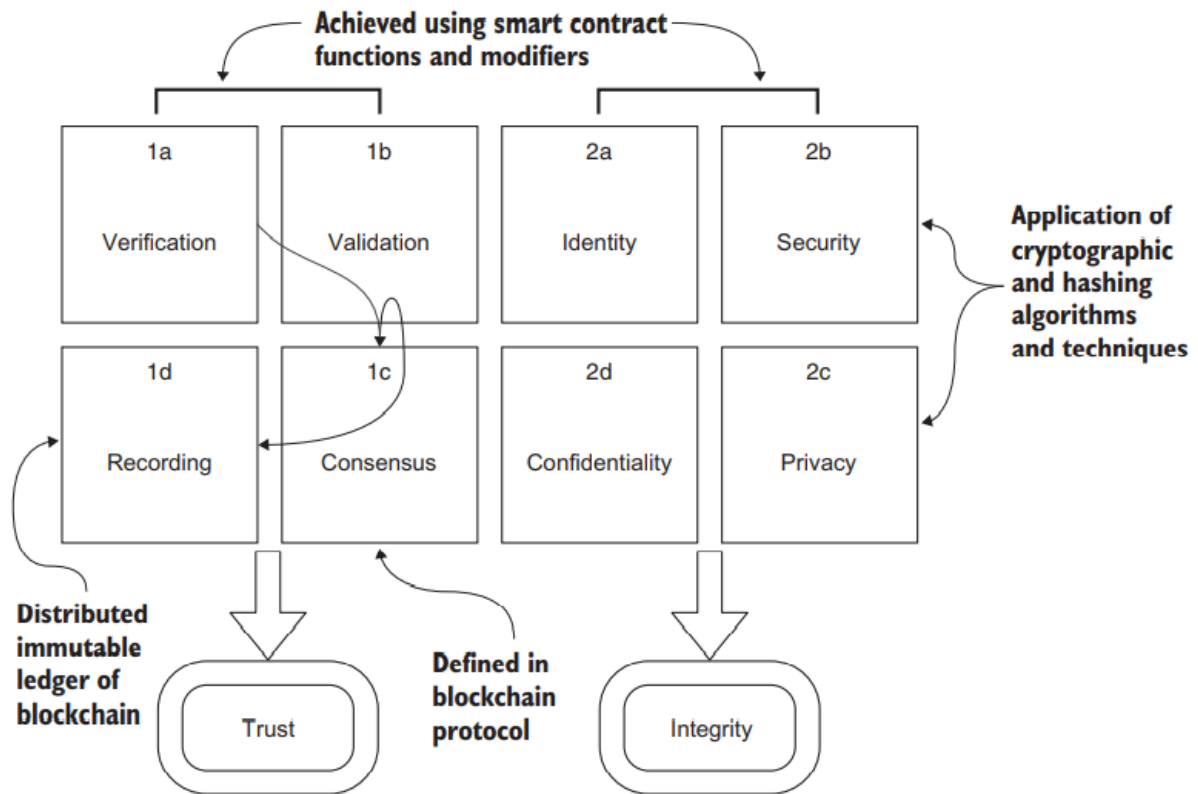 Achieved using smart contract
functions and modifiers
1a
Verification
1b
Validation
2a
Identity
2b
Security
Application of
cryptographic
and hashing
algorithms
and techniques
1d
Recording
1c
Consensus
2d
Confidentiality
2c
Privacy
Distributed
immutable
ledger of
blockchain
Trust
Defined in
blockchain
protocol
Integrity